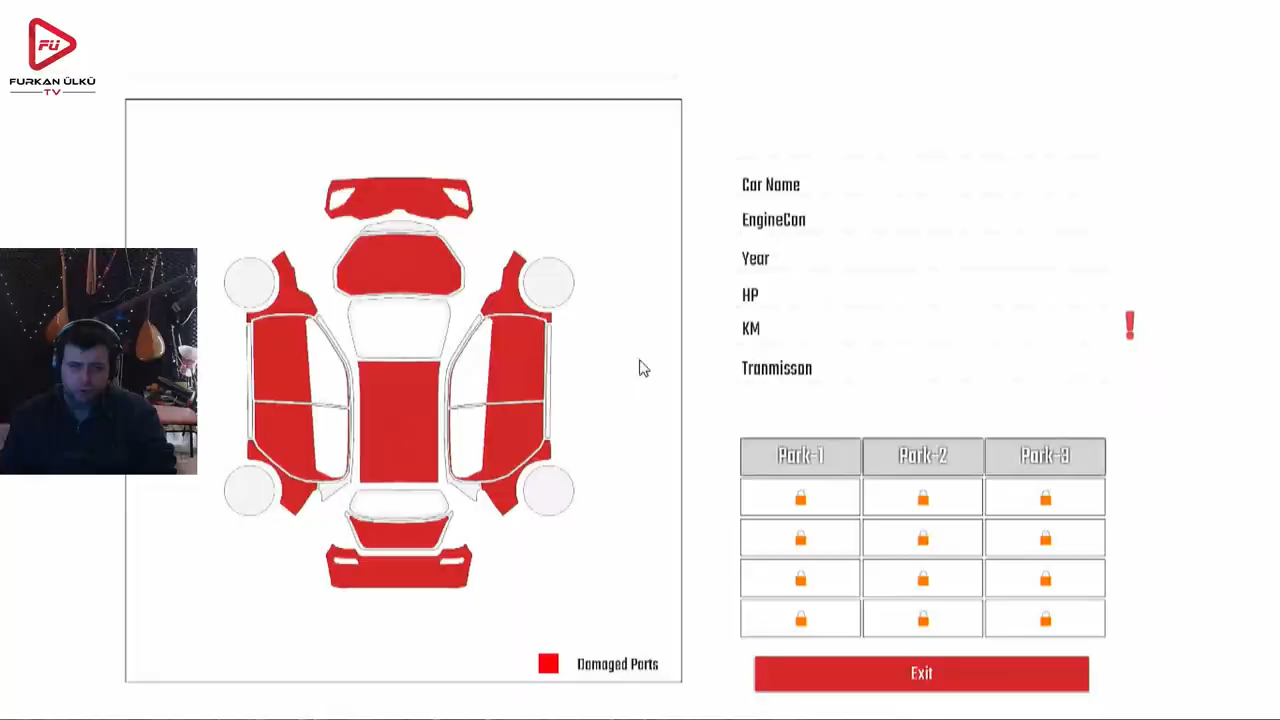 FU
FURKAN ÜLKÜ
TV
Car Name
EngineCon
Year
HP
KM
!
Tranmisson
Park-1 Park-2 Park-3
Damaged Parts
Exit